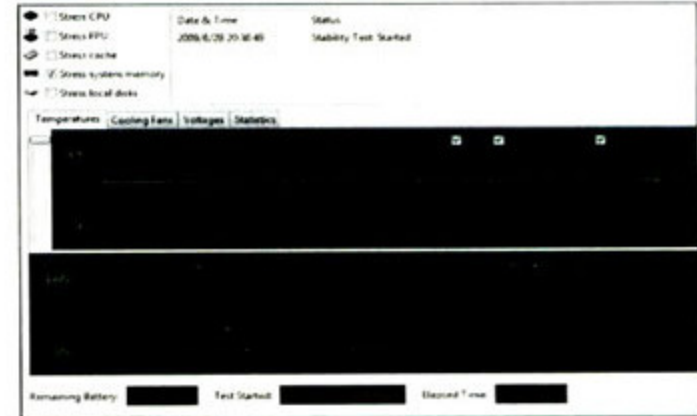 Stress CPU
Date & Time
Status
Stress FPU
Stability Test: Started
Stress cache
Stress system memory
Stress local disks
Temperatures
Cooling Fans
Voltages
Statistics
Remaining Battery:
Test Started:
Elapsed Time: